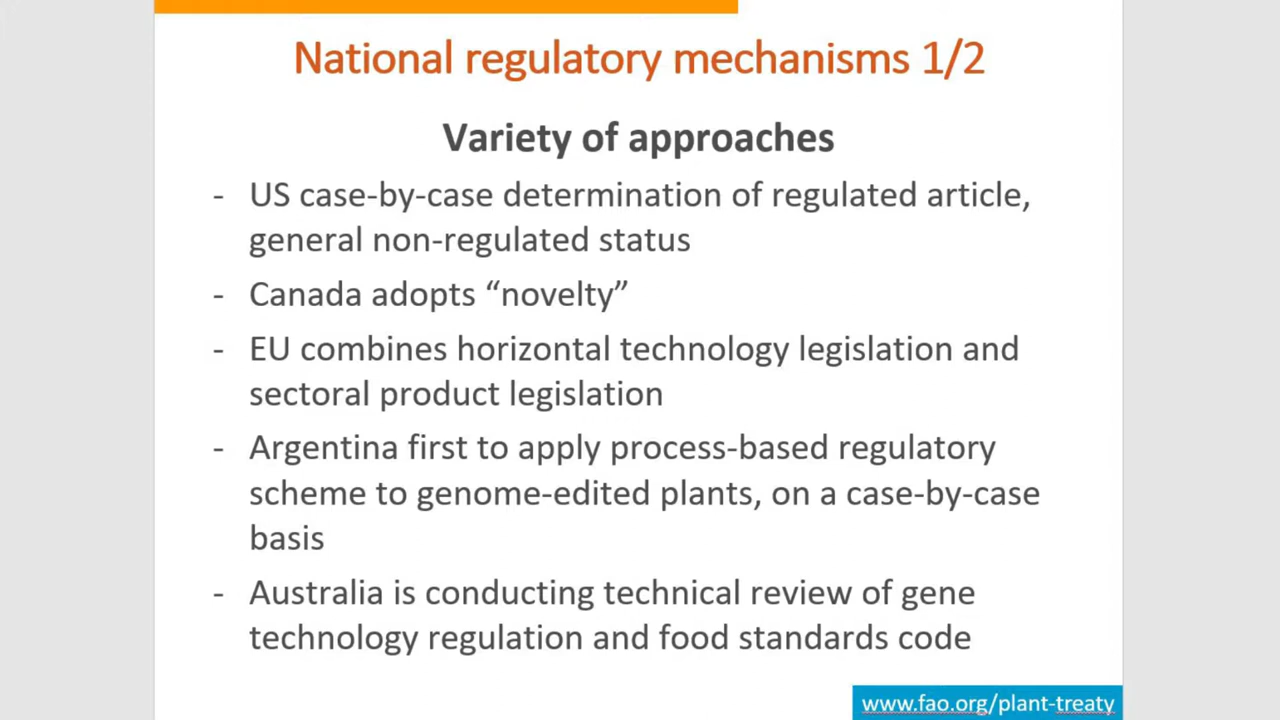 National regulatory mechanisms 1/2
Variety of approaches
- US case-by-case determination of regulated article,
general non-regulated status
- Canada adopts “novelty”
- EU combines horizontal technology legislation and
sectoral product legislation
- Argentina first to apply process-based regulatory
scheme to genome-edited plants, on a case-by-case
basis
- Australia is conducting technical review of gene
technology regulation and food standards code
www.fao.org/plant-treaty